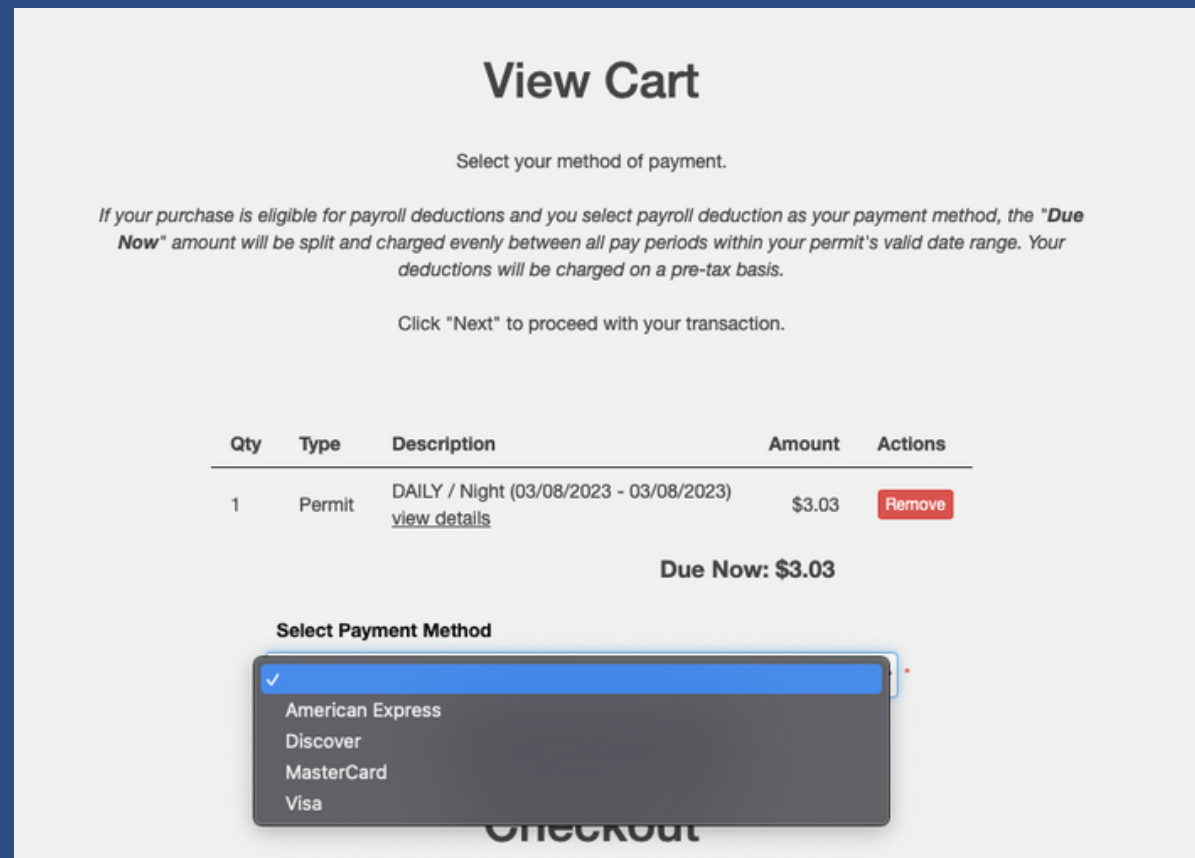 View Cart
Select your method of payment.
If your purchase is eligible for payroll deductions and you select payroll deduction as your payment method, the "Due
Now" amount will be split and charged evenly between all pay periods within your permit's valid date range. Your
deductions will be charged on a pre-tax basis.
Click "Next" to proceed with your transaction.
Qty Type Description Amount Actions
1 Permit DAILY / Night (03/08/2023 - 03/08/2023) $3.03 Remove
view details
Due Now: $3.03
Select Payment Method
*
American Express
Discover
MasterCard
Visa
Checkout